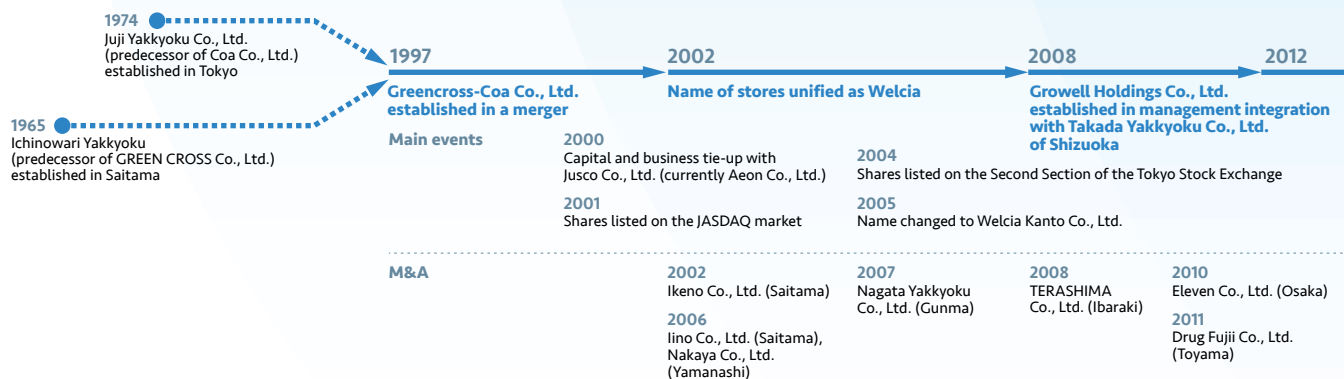 1974
Juji Yakkyoku Co., Ltd.
(predecessor of Coa Co., Ltd.)
established in Tokyo
1965
Ichinowari Yakkyoku
(predecessor of GREEN CROSS Co., Ltd.)
established in Saitama
1997
Greencross-Coa Co., Ltd.
established in a merger
2002
Name of stores unified as Welcia
2008
Growell Holdings Co., Ltd.
established in management integration
with Takada Yakkyoku Co., Ltd.
of Shizuoka
2012
Main events
2000
Capital and business tie-up with
Jusco Co., Ltd. (currently Aeon Co., Ltd.)
2001
Shares listed on the JASDAQ market
2004
Shares listed on the Second Section of the Tokyo Stock Exchange
2005
Name changed to Welcia Kanto Co., Ltd.
M&A
2002
Ikeno Co., Ltd. (Saitama)
2006
Iino Co., Ltd. (Saitama),
Nakaya Co., Ltd.
(Yamanashi)
2007
Nagata Yakkyoku
Co., Ltd. (Gunma)
2008
TERASHIMA
Co., Ltd. (Ibaraki)
2010
Eleven Co., Ltd. (Osaka)
2011
Drug Fujii Co., Ltd.
(Toyama)